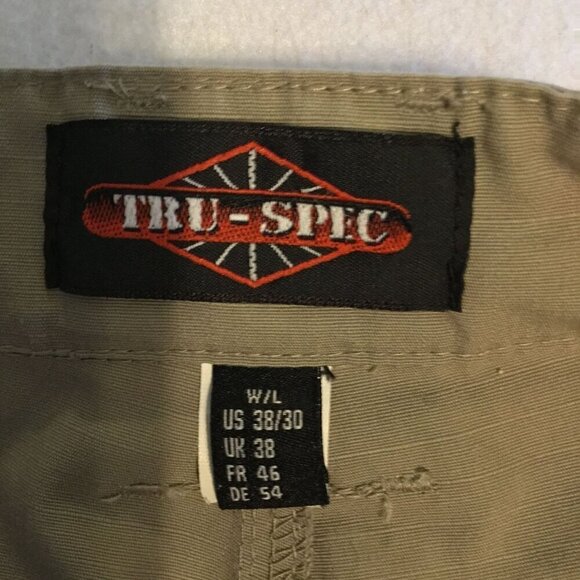 TRU-SPEC
W/L
US 38/30
UK 38
FR 46
DE 54